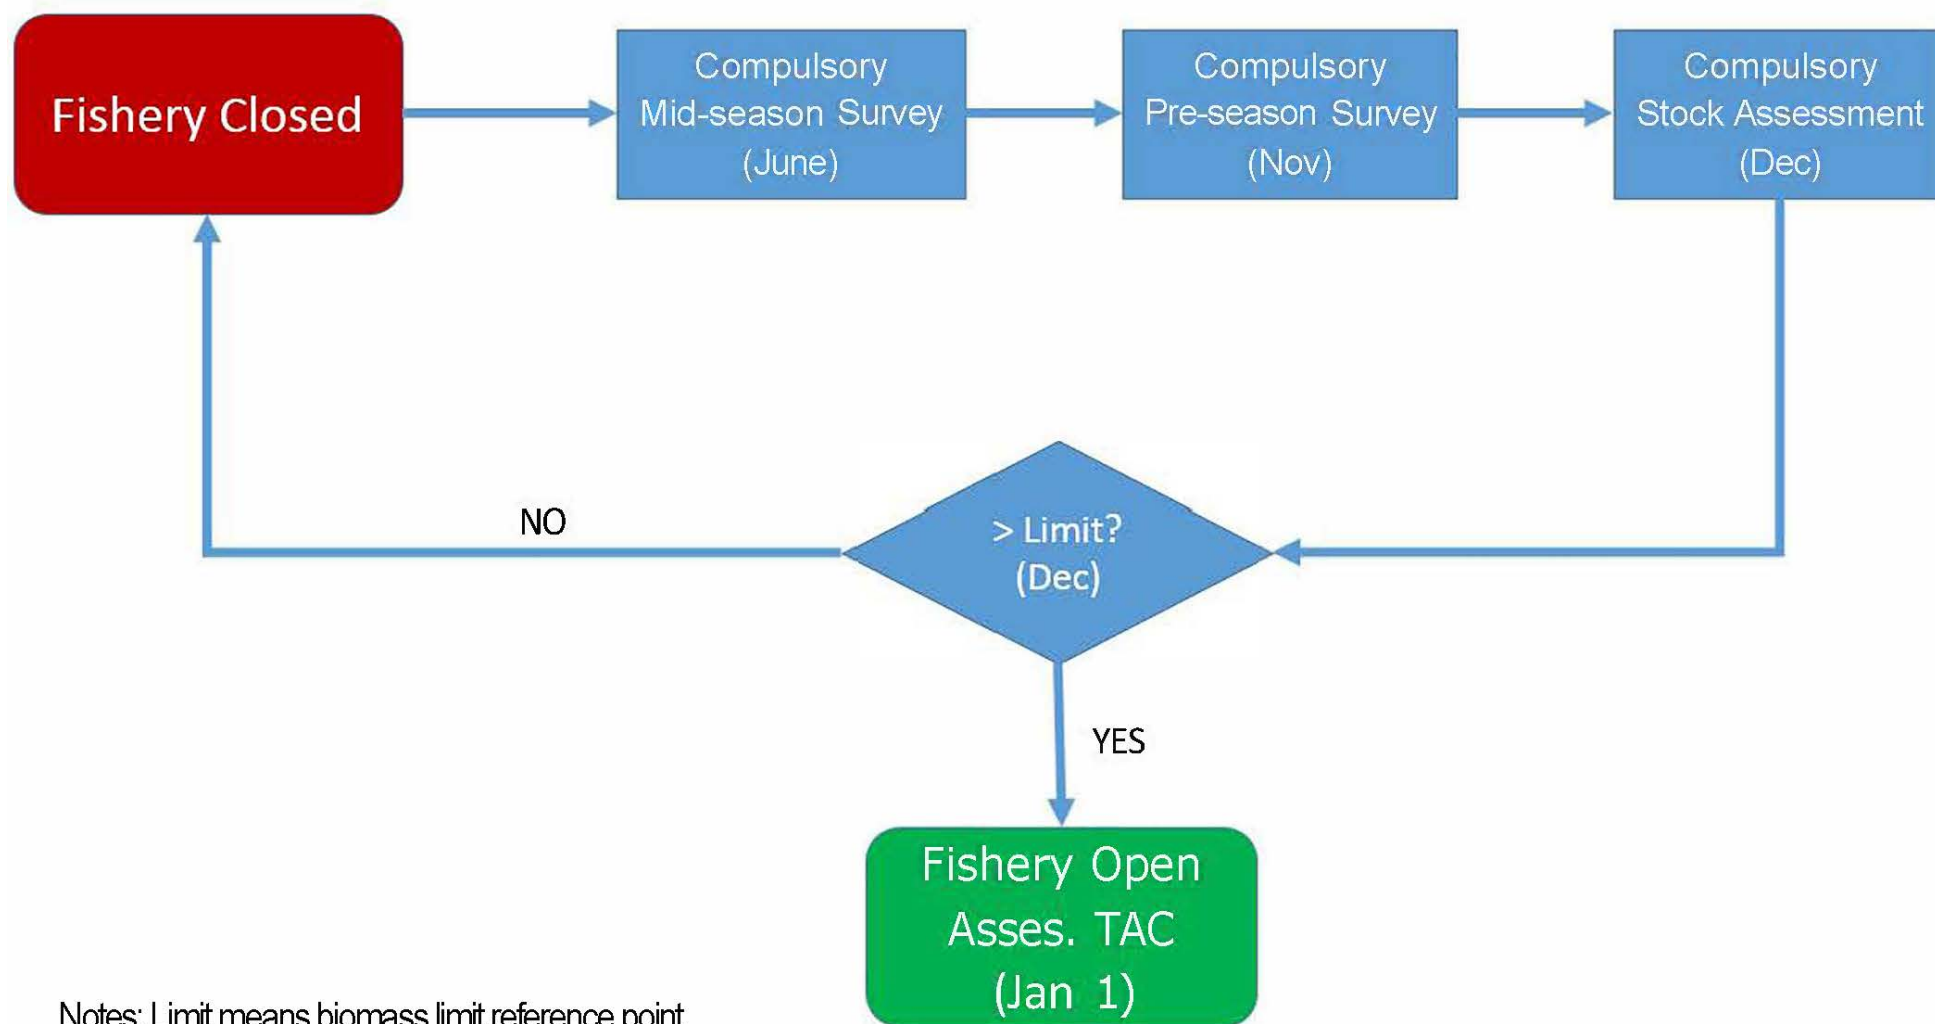 Fishery Closed
Compulsory
Mid-season Survey
(June)
Compulsory
Pre-season Survey
(Nov)
Compulsory
Stock Assessment
(Dec)
NO
> Limit?
(Dec)
YES
Fishery Open
Asses. TAC
(Jan 1)
Notes: Limit means biomass limit reference point